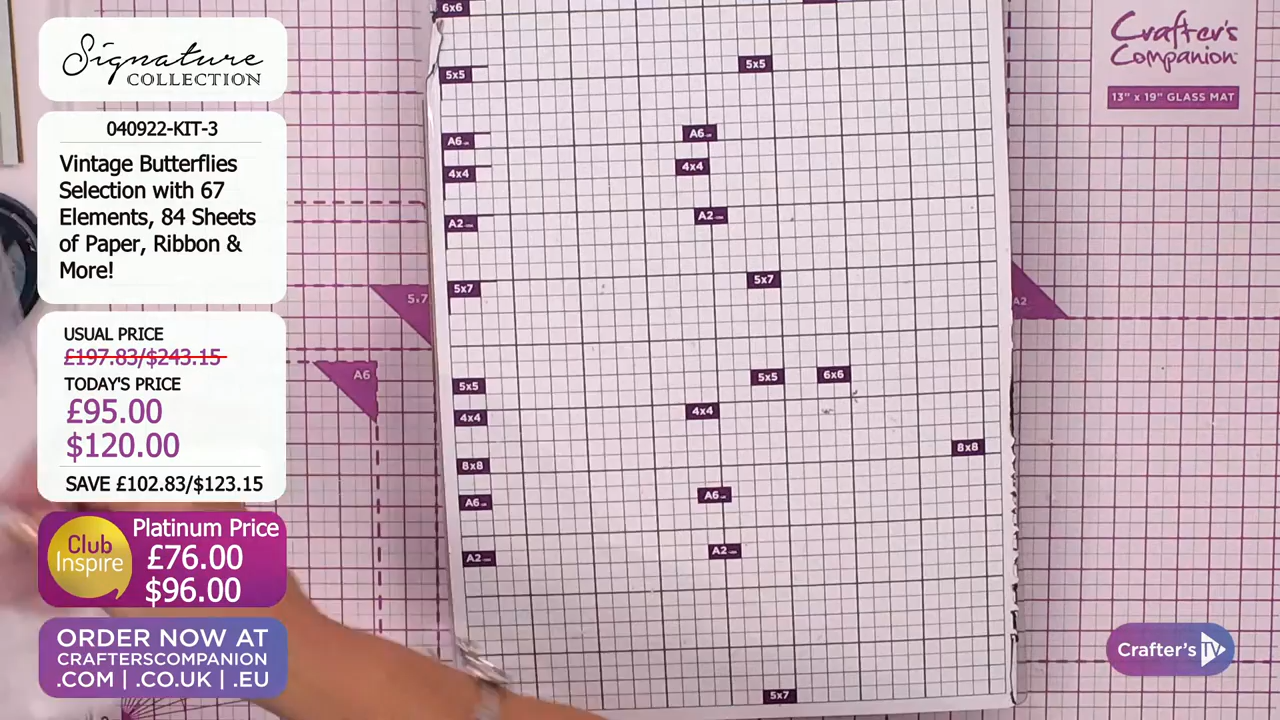 Signature
COLLECTION
040922-KIT-3
Vintage Butterflies
Selection with 67
Elements, 84 Sheets
of Paper, Ribbon &
More!
USUAL PRICE
£197.83/$243.15
TODAY'S PRICE
£95.00
$120.00
SAVE £102.83/$123.15
Club
Inspire
Platinum Price
£76.00
$96.00
ORDER NOW AT
CRAFTERSCOMPANION
.COM | .CO.UK | .EU
6x6
5x5
5x5
A6
A6
4x4
4x4
A2
A2
5x7
5x7
5x7
A2
A6
5x5
5x5
6x6
4x4
4x4
8x8
8x8
A6
A6
A2
A2
5x7
Crafter's
Companion
13" x 19" GLASS MAT
Crafter's TV